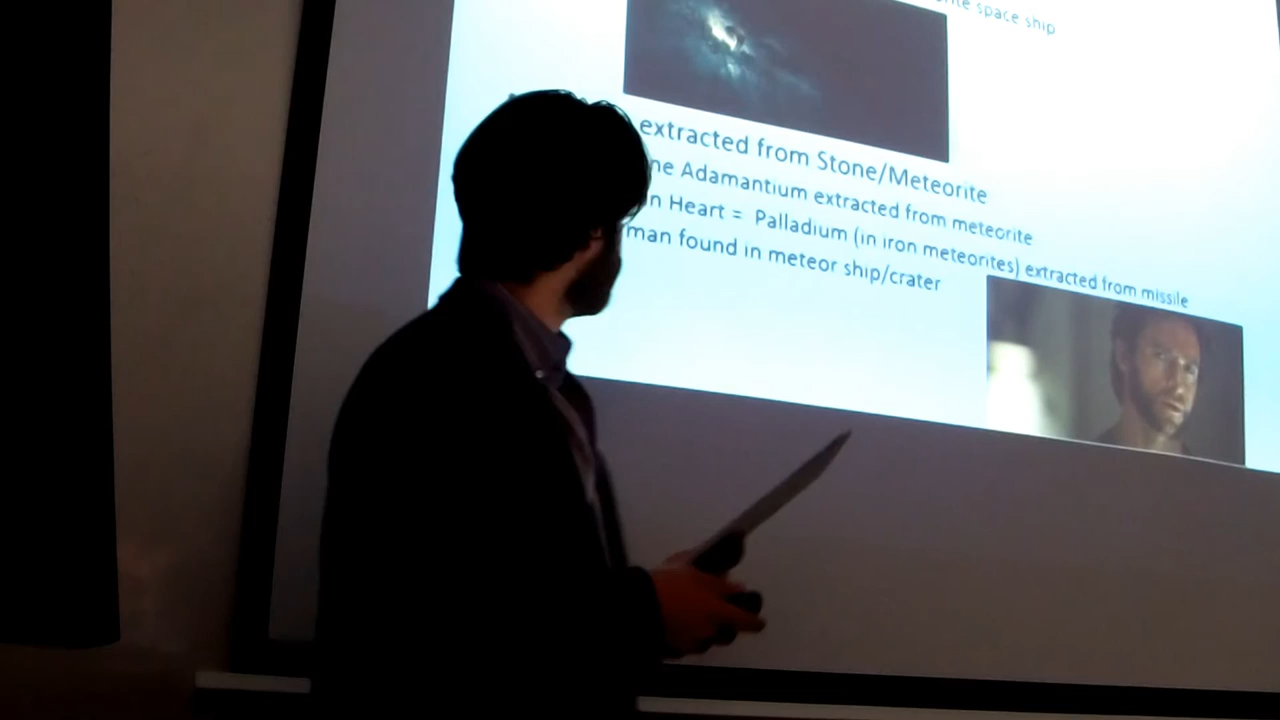 space ship
extracted from Stone/Meteorite
Adamantium extracted from meteorite
Heart = Palladium (in iron meteorites) extracted from missile
man found in meteor ship/crater